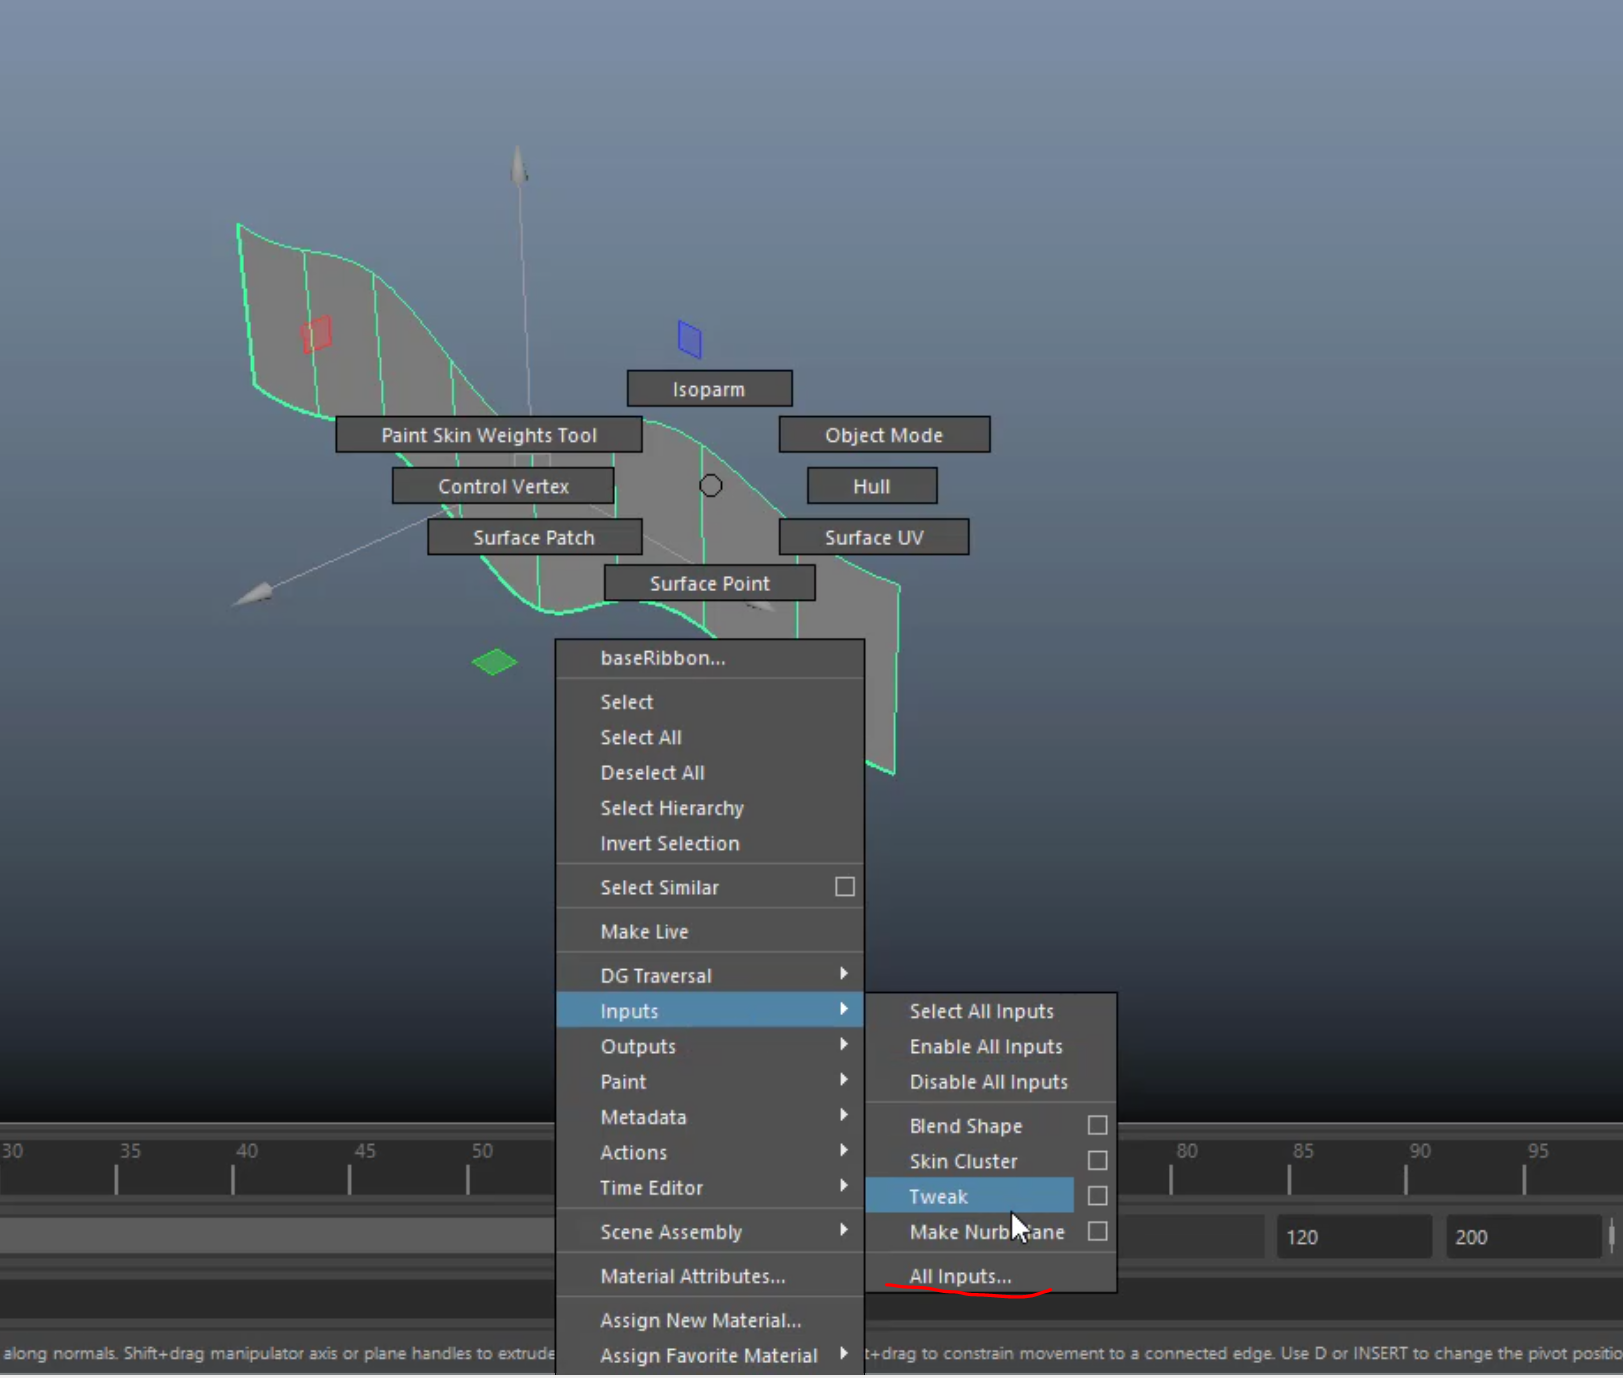 Isoparm
Paint Skin Weights Tool
Object Mode
Control Vertex
Hull
Surface Patch
Surface UV
Surface Point
baseRibbon...
Select
Select All
Deselect All
Select Hierarchy
Invert Selection
Select Similar
Make Live
DG Traversal
Inputs
Outputs
Paint
Metadata
Actions
Time Editor
Scene Assembly
Material Attributes...
Assign New Material...
Assign Favorite Material
Select All Inputs
Enable All Inputs
Disable All Inputs
Blend Shape
Skin Cluster
Tweak
Make Nurb ane
All Inputs...
30 35 40 45 50 80 85 90 95
120 200
along normals. Shift+drag manipulator axis or plane handles to extrude
t+drag to constrain movement to a connected edge. Use D or INSERT to change the pivot positio